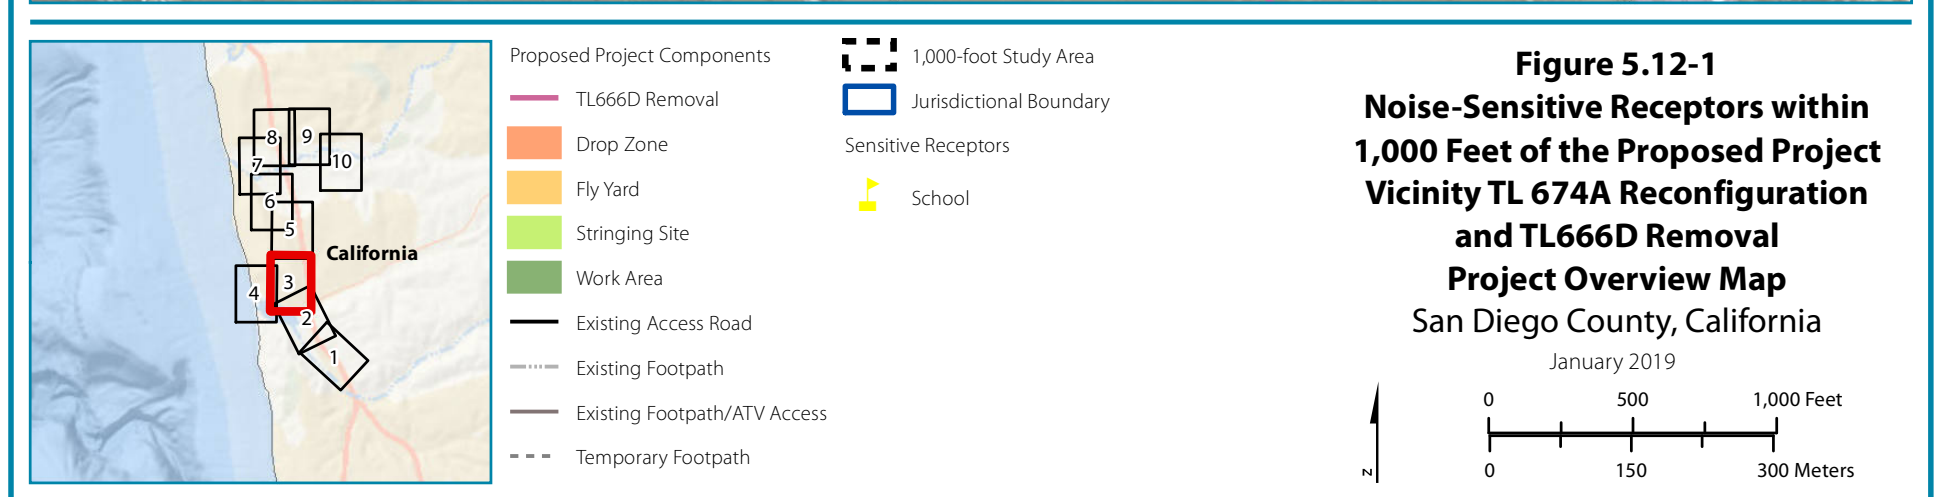 8
9
7
10
6
5
California
3
4
2
1
Proposed Project Components
TL666D Removal
Drop Zone
Fly Yard
Stringing Site
Work Area
Existing Access Road
Existing Footpath
Existing Footpath/ATV Access
Temporary Footpath
1,000-foot Study Area
Jurisdictional Boundary
Sensitive Receptors
School
Figure 5.12-1
Noise-Sensitive Receptors within
1,000 Feet of the Proposed Project
Vicinity TL 674A Reconfiguration
and TL666D Removal
Project Overview Map
San Diego County, California
January 2019
0 500 1,000 Feet
0 150 300 Meters
N